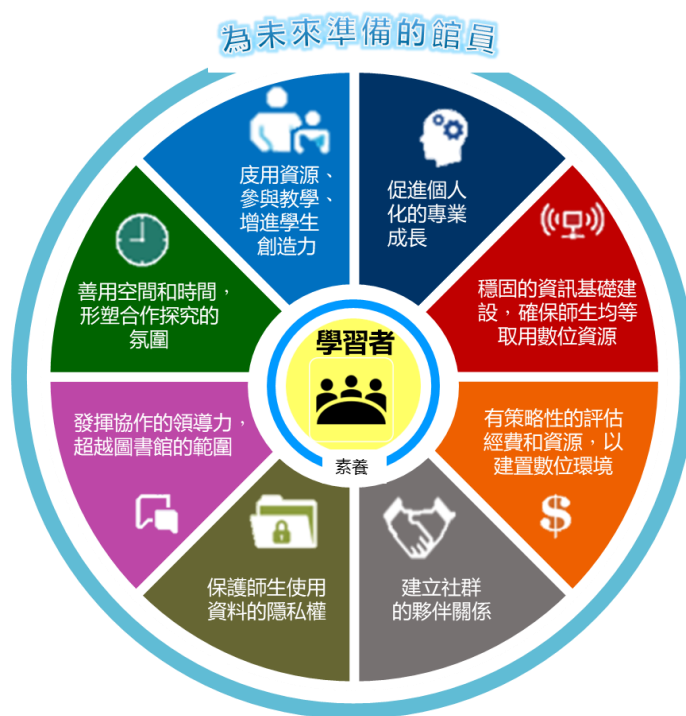 為未來準備的館員
促進個人
化的專業
成長
穩固的資訊基礎建
設，確保師生均等
取用數位資源
有策略性的評估
經費和資源，以
建置數位環境
$
建立社群
的夥伴關係
保護師生使用
資料的隱私權
發揮協作的領導力，
超越圖書館的範圍
善用空間和時間，
形塑合作探究的
氛圍
庋用資源、
參與教學、
增進學生
創造力
學習者
素養